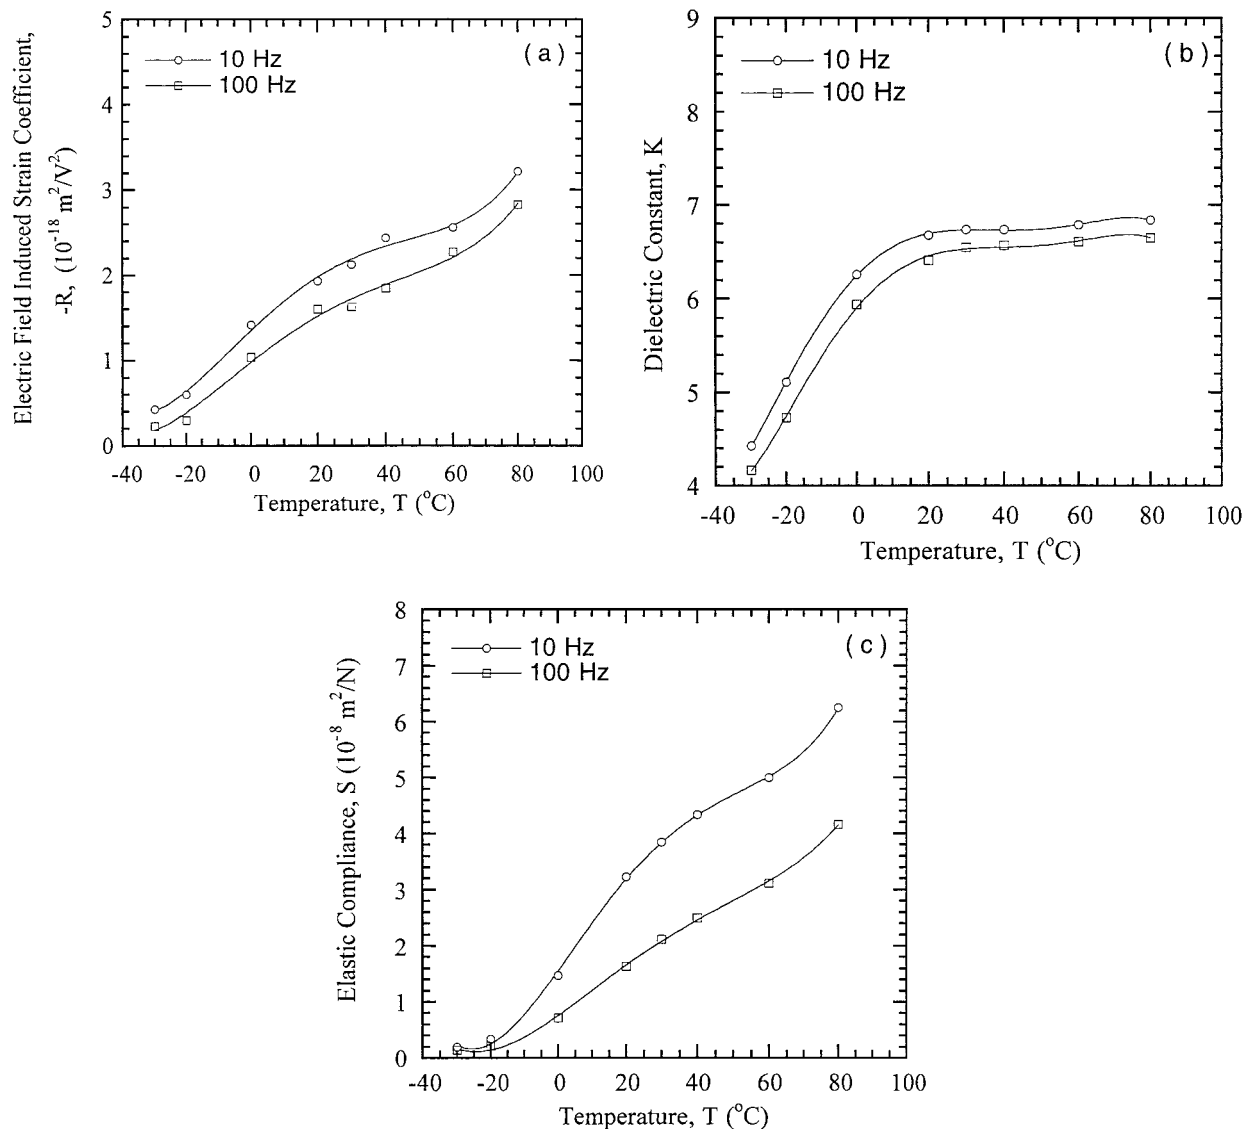 Electric Field Induced Strain Coefficient,
-R, (10⁻¹⁸ m²/V²)
5
4
3
2
1
0
10 Hz
100 Hz
(a)
-40 -20 0 20 40 60 80 100
Temperature, T (°C)
Dielectric Constant, K
9
8
7
6
5
4
10 Hz
100 Hz
(b)
-40 -20 0 20 40 60 80 100
Temperature, T (°C)
Elastic Compliance, S (10⁻⁸ m²/N)
8
7
6
5
4
3
2
1
0
10 Hz
100 Hz
(c)
-40 -20 0 20 40 60 80 100
Temperature, T (°C)